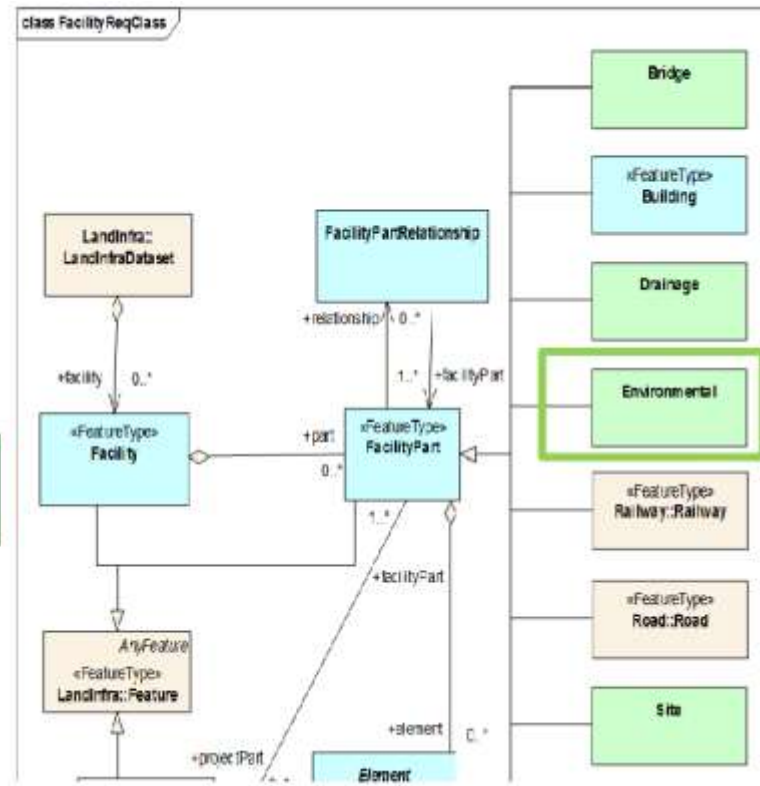 class FacilityReqClass
Bridge
«FeatureType»
Building
LandInfra::
LandInfraDataset
FacilityPartRelationship
Drainage
+relationship
0..*
+facility
0..*
1..*
+facilityPart
Environmental
«FeatureType»
Facility
+part
0..*
«FeatureType»
FacilityPart
1..*
«FeatureType»
Railway::Railway
+facilityPart
«FeatureType»
Road::Road
AnyFeature
«FeatureType»
LandInfra::Feature
Site
+element
0..*
+projectPart
Element